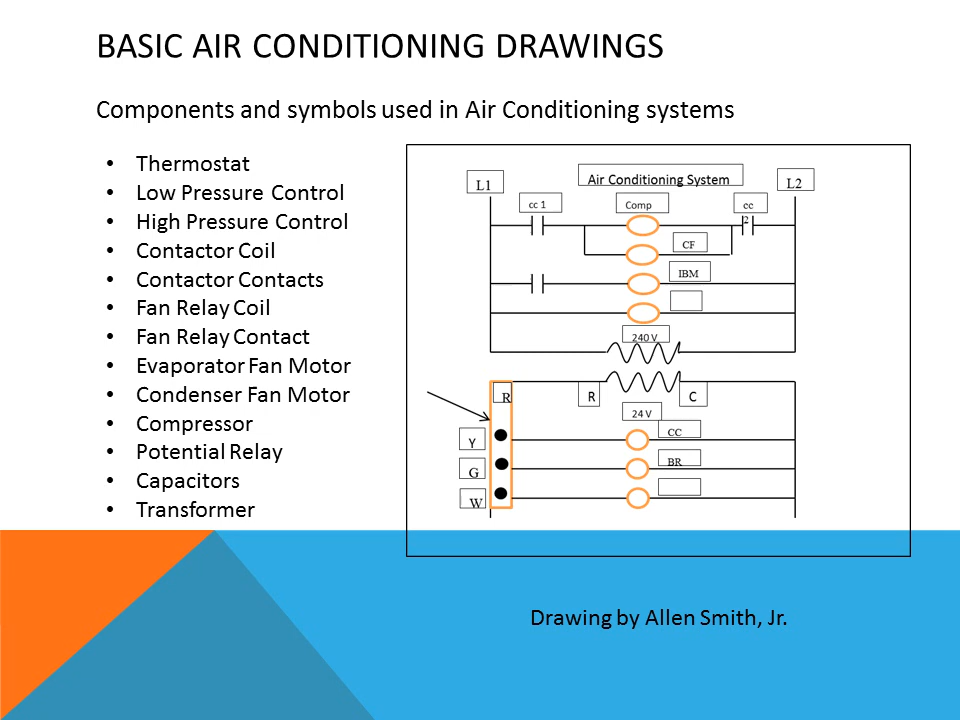 BASIC AIR CONDITIONING DRAWINGS
Components and symbols used in Air Conditioning systems
• Thermostat
• Low Pressure Control
• High Pressure Control
• Contactor Coil
• Contactor Contacts
• Fan Relay Coil
• Fan Relay Contact
• Evaporator Fan Motor
• Condenser Fan Motor
• Compressor
• Potential Relay
• Capacitors
• Transformer
Air Conditioning System
L1
L2
cc 1
Comp
cc
2
CF
IBM
240 V
R
R
C
24 V
Y
CC
G
BR
W
Drawing by Allen Smith, Jr.